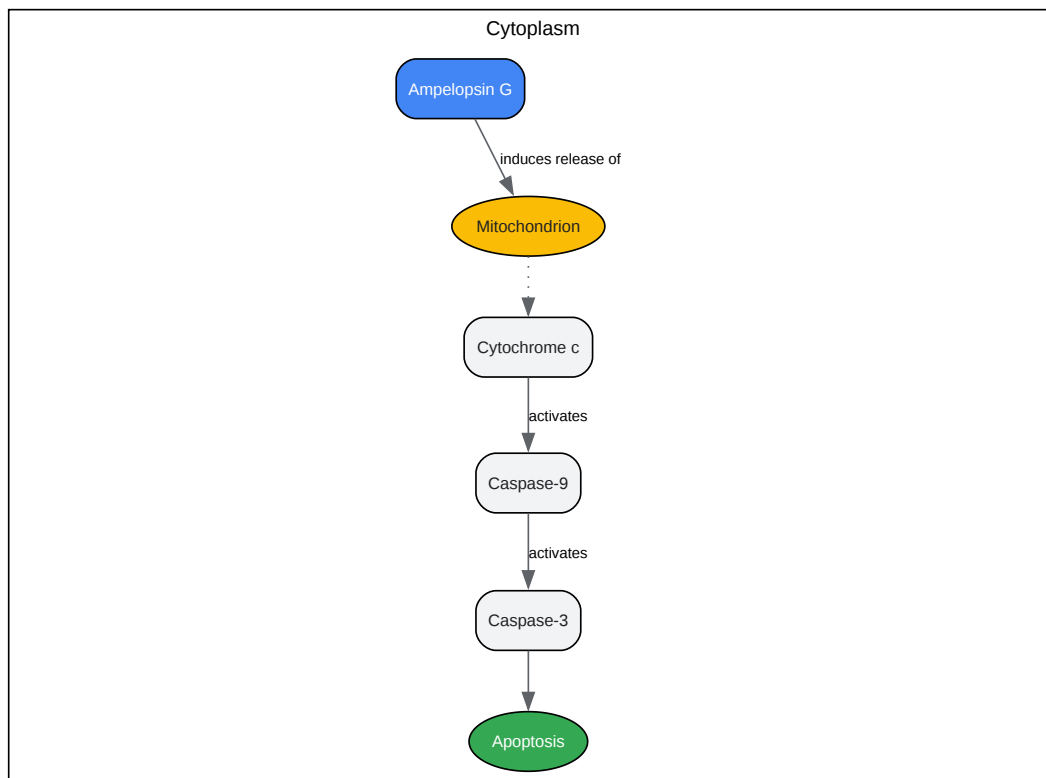 Cytoplasm
Ampelopsin G
induces release of
Mitochondrion
Cytochrome c
activates
Caspase-9
activates
Caspase-3
Apoptosis